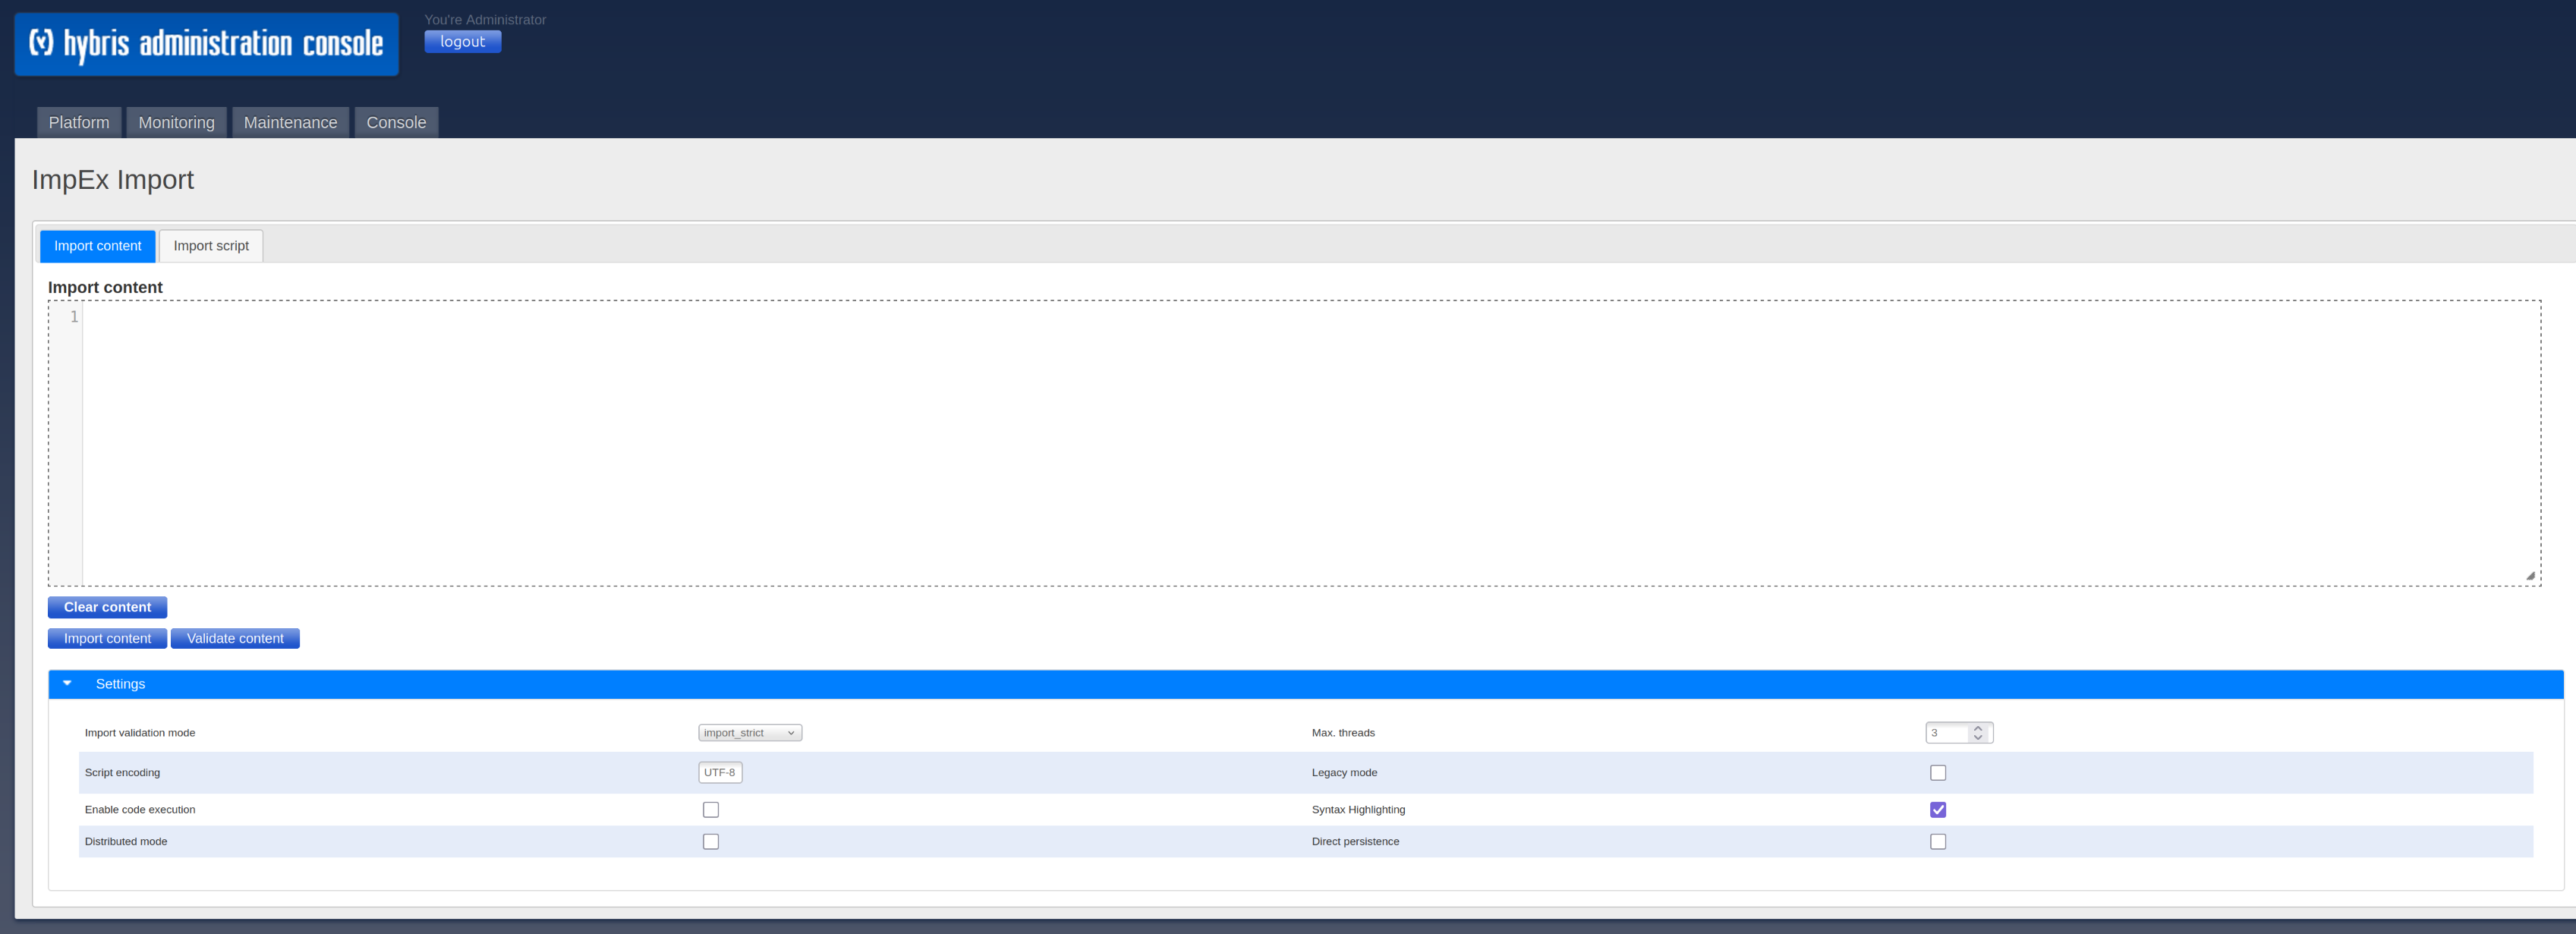 You're Administrator
(y) hybris administration console
logout
Platform Monitoring Maintenance Console
ImpEx Import
Import content Import script
Import content
1
Clear content
Import content Validate content
Settings
Import validation mode import_strict Max. threads 3
Script encoding UTF-8 Legacy mode
Enable code execution Syntax Highlighting
Distributed mode Direct persistence